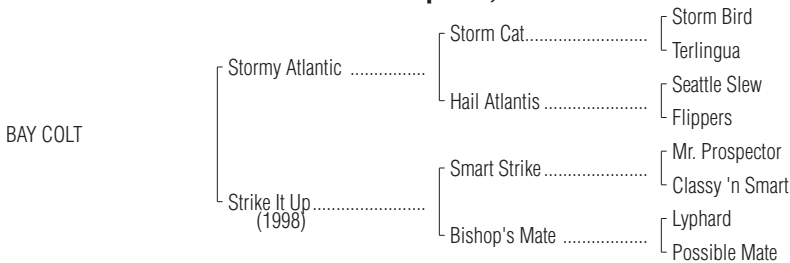 Storm Bird
Storm Cat..........................
Terlingua
Stormy Atlantic ................
Seattle Slew
Hail Atlantis ......................
Flippers
BAY COLT
Mr. Prospector
Smart Strike ......................
Classy 'n Smart
Strike It Up ........................
(1998)
Lyphard
Bishop's Mate ..................
Possible Mate